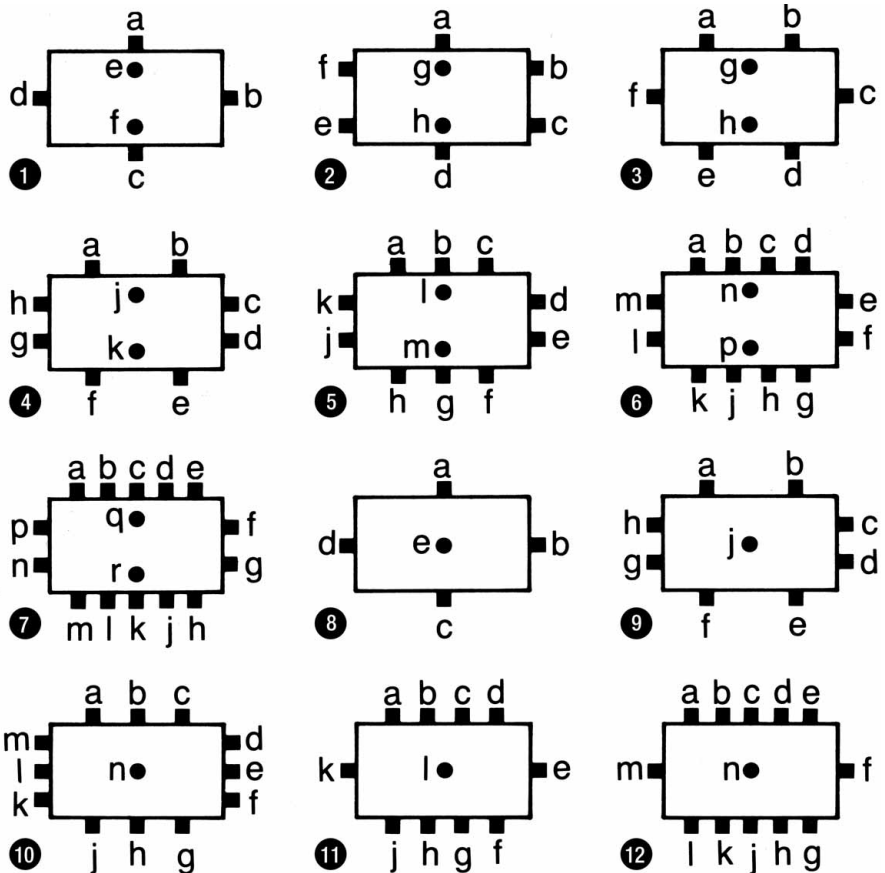 a
e
d b
f
1 c
a
f g b
e h c
2 d
a b
g
f c
h
3 e d
a b
h j c
g k d
4 f e
a b c
k l d
j m e
5 h g f
a b c d
m n e
l p f
6 k j h g
a b c d e
p q f
n r g
7 m l k j h
a
d e b
8 c
a b
h c
j
g d
9 f e
a b c
m d
l n e
k f
10 j h g
a b c d
k l e
11 j h g f
a b c d e
m n f
12 l k j h g